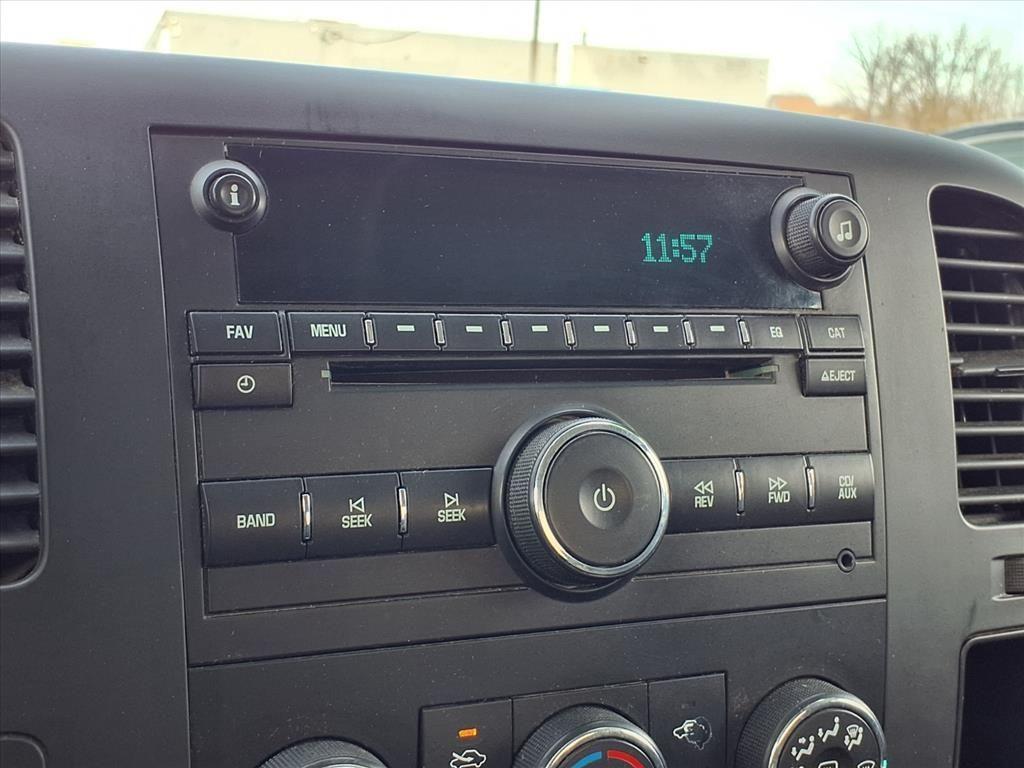 i
11:57
FAV MENU EQ CAT
EJECT
BAND SEEK SEEK REV FWD CD/
AUX